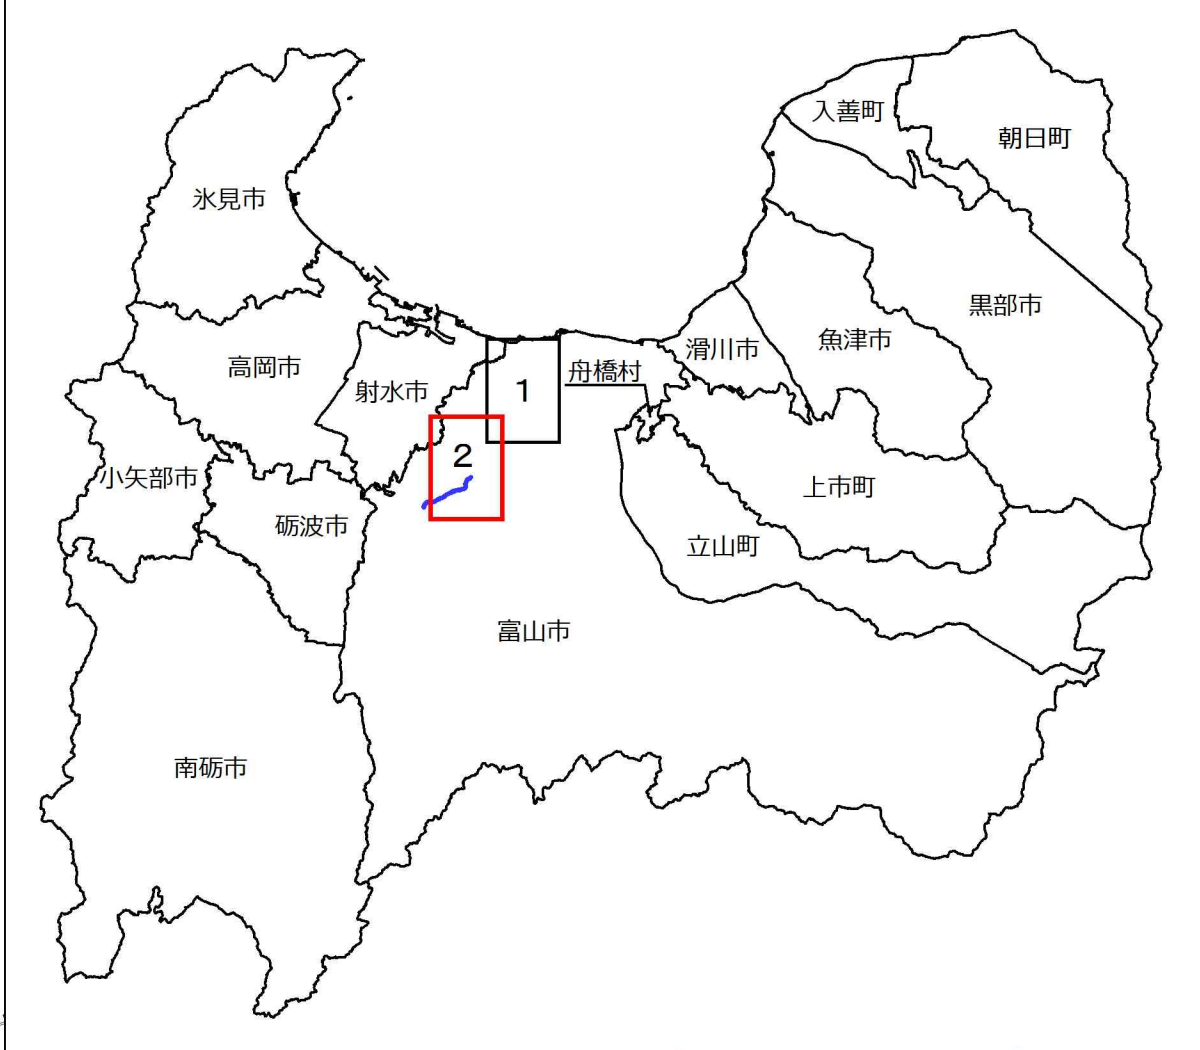 入善町
朝日町
氷見市
黒部市
魚津市
滑川市
舟橋村
高岡市
射水市
1
2
小矢部市
上市町
砺波市
立山町
富山市
南砺市